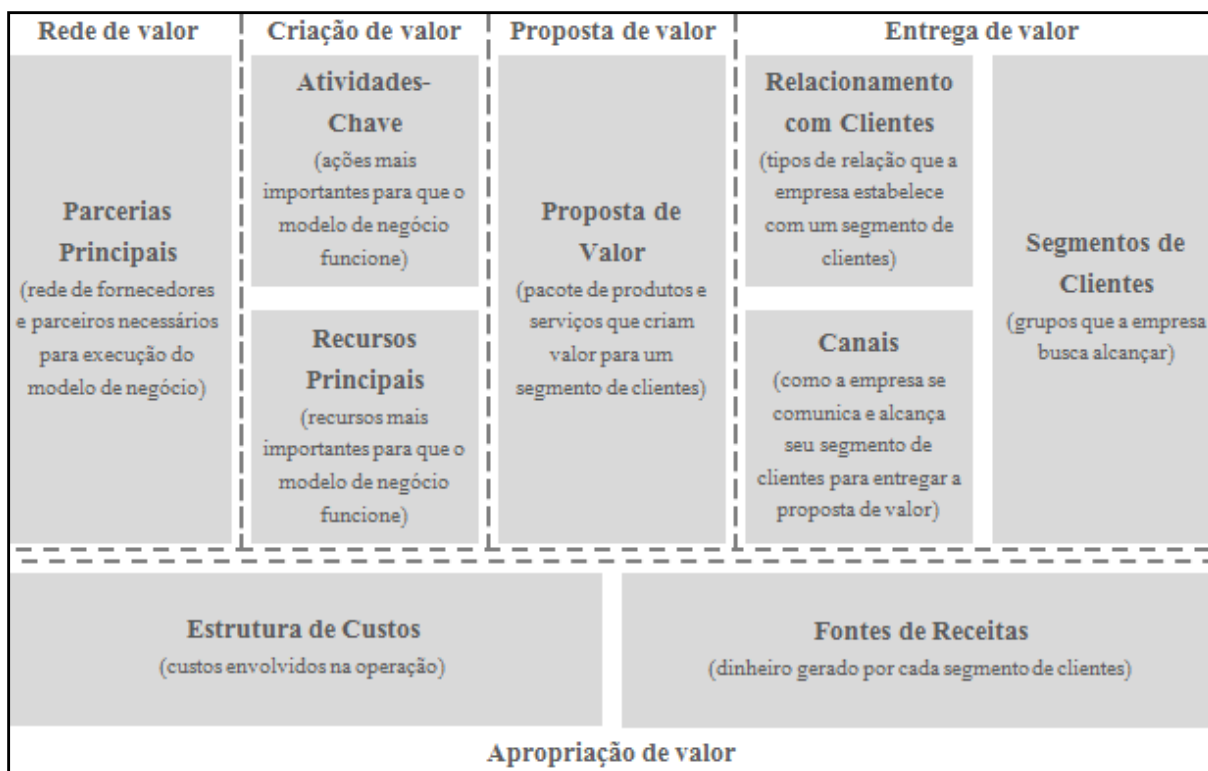 Rede de valor
Criação de valor
Proposta de valor
Entrega de valor
Parcerias
Principais
(rede de fornecedores
e parceiros necessários
para execução do
modelo de negócio)
Atividades-
Chave
(ações mais
importantes para que o
modelo de negócio
funcione)
Recursos
Principais
(recursos mais
importantes para que o
modelo de negócio
funcione)
Proposta de
Valor
(pacote de produtos e
serviços que criam
valor para um
segmento de clientes)
Relacionamento
com Clientes
(tipos de relação que a
empresa estabelece
com um segmento de
clientes)
Canais
(como a empresa se
comunica e alcança
seu segmento de
clientes para entregar a
proposta de valor)
Segmentos de
Clientes
(grupos que a empresa
busca alcançar)
Estrutura de Custos
(custos envolvidos na operação)
Fontes de Receitas
(dinheiro gerado por cada segmento de clientes)
Apropriação de valor